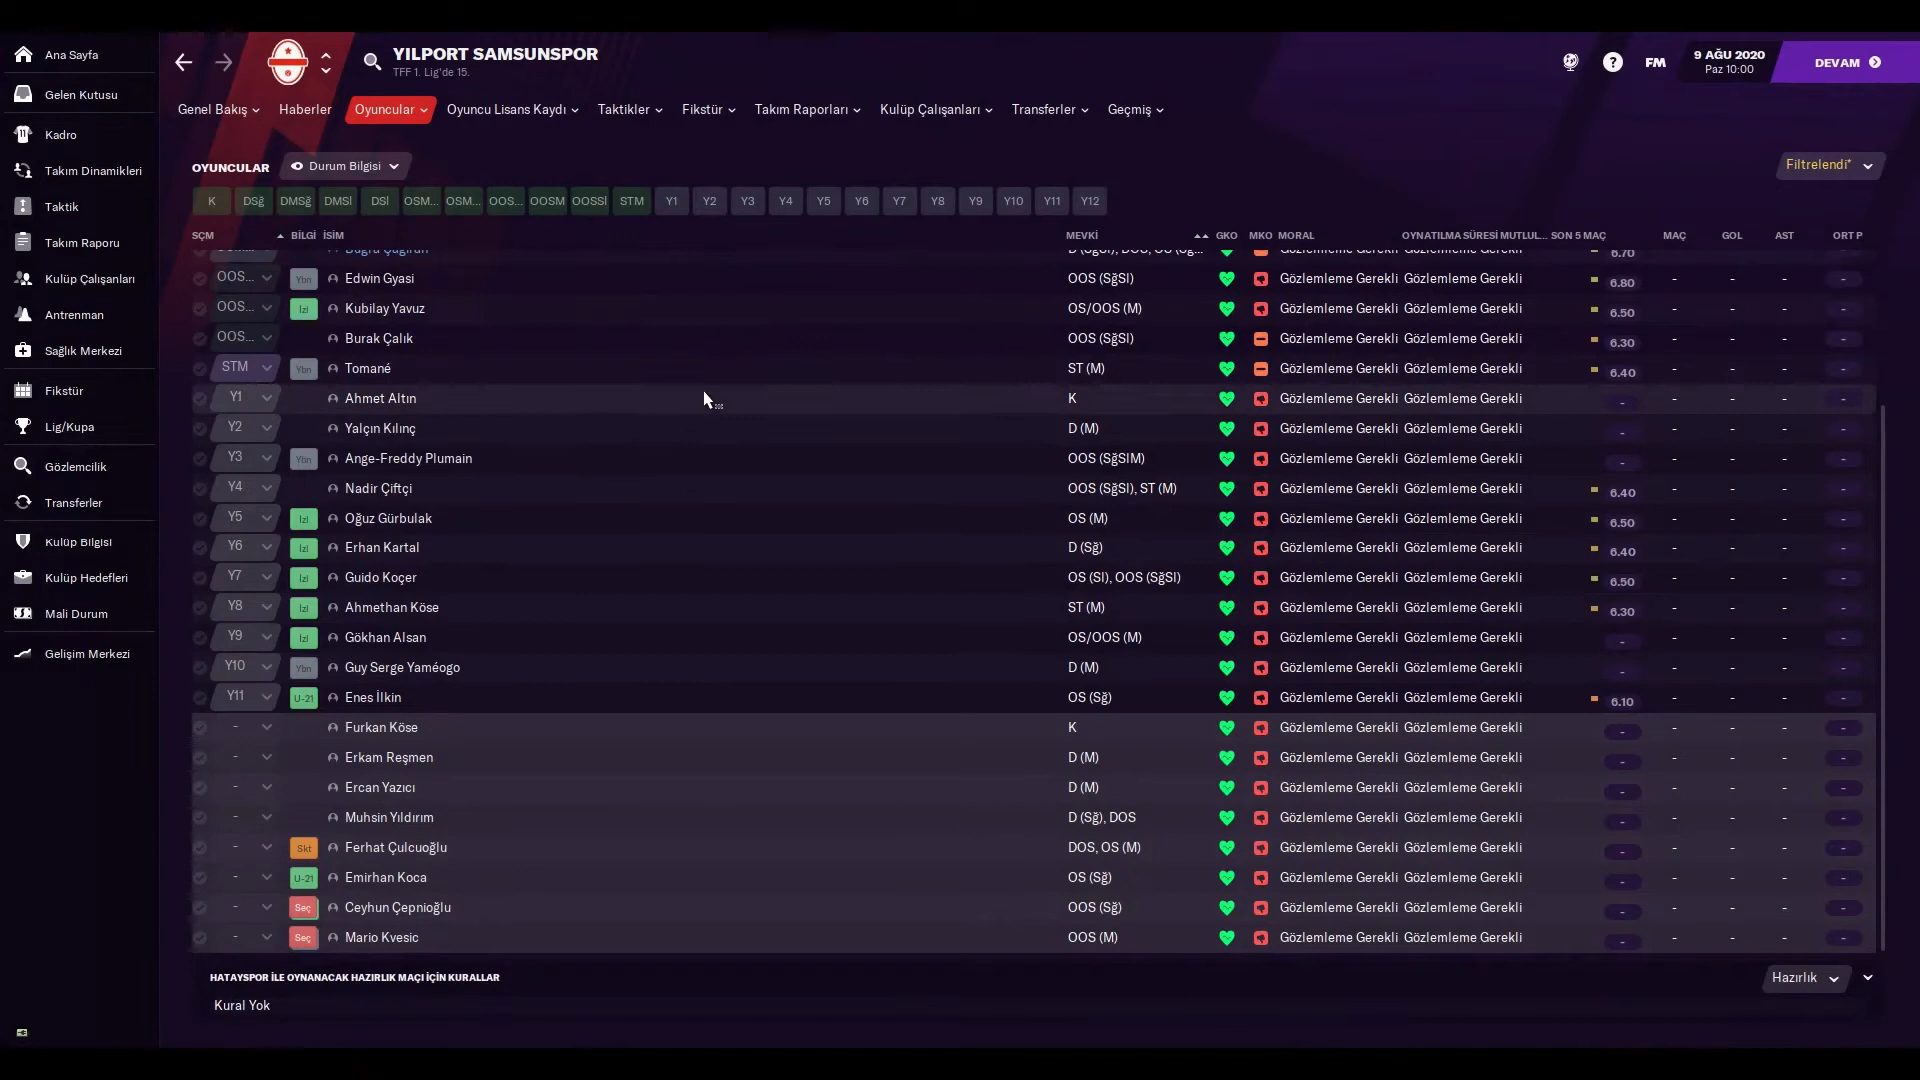 Ana Sayfa
Gelen Kutusu
Kadro
Takım Dinamikleri
Taktik
Takım Raporu
Kulüp Çalışanları
Antrenman
Sağlık Merkezi
Fikstür
Lig/Kupa
Gözlemcilik
Transferler
Kulüp Bilgisi
Kulüp Hedefleri
Mali Durum
Gelişim Merkezi
YILPORT SAMSUNSPOR
TFF 1. Lig'de 15.
FM
9 AĞU 2020
Paz 10:00
DEVAM
Genel Bakış Haberler Oyuncular Oyuncu Lisans Kaydı Taktikler Fikstür Takım Raporları Kulüp Çalışanları Transferler Geçmiş
OYUNCULAR Durum Bilgisi Filtrelendi*
K DSğ DMSğ DMSl DSl OSM... OSM... OOS... OOSM OOSSl STM Y1 Y2 Y3 Y4 Y5 Y6 Y7 Y8 Y9 Y10 Y11 Y12
SÇM BİLGİ İSİM MEVKİ GKO MKO MORAL OYNATILMA SÜRESİ MUTLUL... SON 5 MAÇ MAÇ GOL AST ORT P
6.70
OOS... Ybn Edwin Gyasi OOS (SğSl) Gözlemleme Gerekli Gözlemleme Gerekli 6.80 - - - -
OOS... İzl Kubilay Yavuz OS/OOS (M) Gözlemleme Gerekli Gözlemleme Gerekli 6.50 - - - -
OOS... Burak Çalık OOS (SğSl) Gözlemleme Gerekli Gözlemleme Gerekli 6.30 - - - -
STM Ybn Tomané ST (M) Gözlemleme Gerekli Gözlemleme Gerekli 6.40 - - - -
Y1 Ahmet Altın K Gözlemleme Gerekli Gözlemleme Gerekli - - - - -
Y2 Yalçın Kılınç D (M) Gözlemleme Gerekli Gözlemleme Gerekli - - - - -
Y3 Ybn Ange-Freddy Plumain OOS (SğSlM) Gözlemleme Gerekli Gözlemleme Gerekli - - - - -
Y4 Nadir Çiftçi OOS (SğSl), ST (M) Gözlemleme Gerekli Gözlemleme Gerekli 6.40 - - - -
Y5 İzl Oğuz Gürbulak OS (M) Gözlemleme Gerekli Gözlemleme Gerekli 6.50 - - - -
Y6 İzl Erhan Kartal D (Sğ) Gözlemleme Gerekli Gözlemleme Gerekli 6.40 - - - -
Y7 İzl Guido Koçer OS (Sl), OOS (SğSl) Gözlemleme Gerekli Gözlemleme Gerekli 6.50 - - - -
Y8 İzl Ahmethan Köse ST (M) Gözlemleme Gerekli Gözlemleme Gerekli 6.30 - - - -
Y9 İzl Gökhan Alsan OS/OOS (M) Gözlemleme Gerekli Gözlemleme Gerekli - - - - -
Y10 Ybn Guy Serge Yaméogo D (M) Gözlemleme Gerekli Gözlemleme Gerekli - - - - -
Y11 U-21 Enes İlkin OS (Sğ) Gözlemleme Gerekli Gözlemleme Gerekli 6.10 - - - -
- Furkan Köse K Gözlemleme Gerekli Gözlemleme Gerekli - - - - -
- Erkam Reşmen D (M) Gözlemleme Gerekli Gözlemleme Gerekli - - - - -
- Ercan Yazıcı D (M) Gözlemleme Gerekli Gözlemleme Gerekli - - - - -
- Muhsin Yıldırım D (Sğ), DOS Gözlemleme Gerekli Gözlemleme Gerekli - - - - -
- Skt Ferhat Çulcuoğlu DOS, OS (M) Gözlemleme Gerekli Gözlemleme Gerekli - - - - -
- U-21 Emirhan Koca OS (Sğ) Gözlemleme Gerekli Gözlemleme Gerekli - - - - -
- Seç Ceyhun Çepnioğlu OOS (Sğ) Gözlemleme Gerekli Gözlemleme Gerekli - - - - -
- Seç Mario Kvesic OOS (M) Gözlemleme Gerekli Gözlemleme Gerekli - - - - -
HATAYSPOR İLE OYNANACAK HAZIRLIK MAÇI İÇİN KURALLAR Hazırlık
Kural Yok